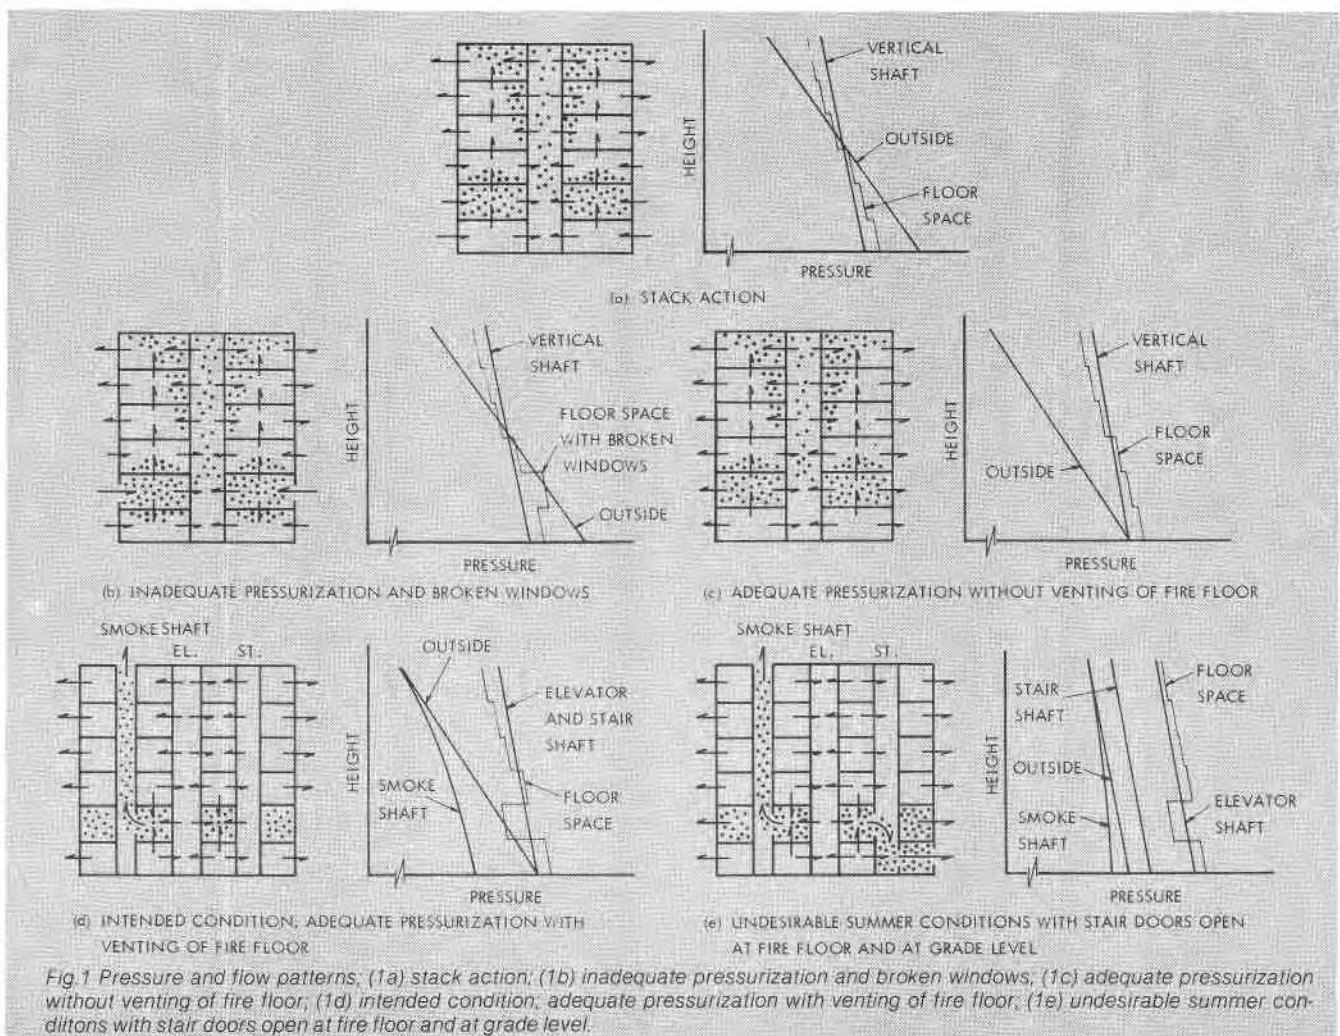 VERTICAL
SHAFT
OUTSIDE
FLOOR
SPACE
HEIGHT
PRESSURE
(a) STACK ACTION
VERTICAL
SHAFT
FLOOR SPACE
WITH BROKEN
WINDOWS
OUTSIDE
HEIGHT
PRESSURE
(b) INADEQUATE PRESSURIZATION AND BROKEN WINDOWS
VERTICAL
SHAFT
FLOOR
SPACE
OUTSIDE
HEIGHT
PRESSURE
(c) ADEQUATE PRESSURIZATION WITHOUT VENTING OF FIRE FLOOR
SMOKE SHAFT
EL. ST.
OUTSIDE
ELEVATOR
AND STAIR
SHAFT
SMOKE
SHAFT
FLOOR
SPACE
HEIGHT
PRESSURE
(d) INTENDED CONDITION, ADEQUATE PRESSURIZATION WITH
VENTING OF FIRE FLOOR
SMOKE SHAFT
EL. ST.
FLOOR
SPACE
STAIR
SHAFT
OUTSIDE
SMOKE
SHAFT
ELEVATOR
SHAFT
HEIGHT
PRESSURE
(e) UNDESIRABLE SUMMER CONDITIONS WITH STAIR DOORS OPEN
AT FIRE FLOOR AND AT GRADE LEVEL
Fig.1 Pressure and flow patterns; (1a) stack action; (1b) inadequate pressurization and broken windows; (1c) adequate pressurization
without venting of fire floor; (1d) intended condition; adequate pressurization with venting of fire floor; (1e) undesirable summer con-
diitons with stair doors open at fire floor and at grade level.